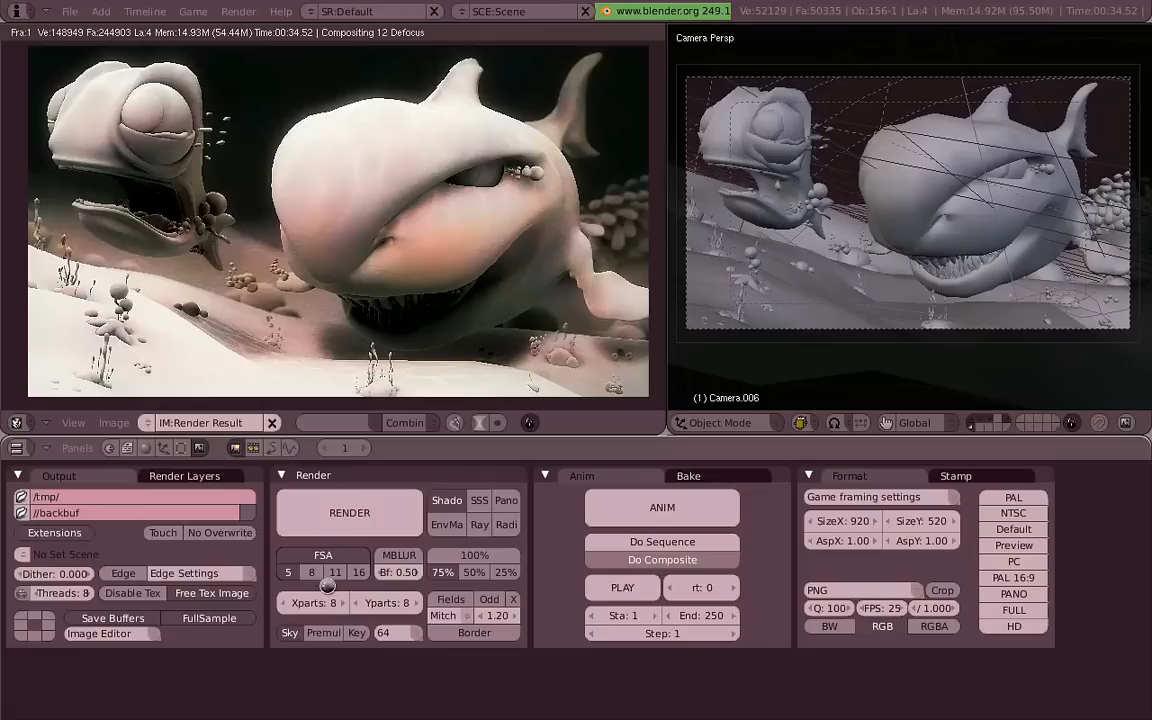 File Add Timeline Game Render Help SR:Default SCE:Scene www.blender.org 249.1 Ve:52129 | Fa:50335 | Ob:156-1 | La:4 | Mem:14.92M (95.50M) | Time:00:34.52 |
Fra:1 Ve:148949 Fa:244903 La:4 Mem:14.93M (54.44M) Time:00:34.52 | Compositing 12 Defocus
Camera Persp
(1) Camera.006
View Image IM:Render Result Combin
Object Mode Global
Panels 1
Output Render Layers
/tmp/
//backbuf
Extensions Touch No Overwrite
No Set Scene
Dither: 0.000 Edge Edge Settings
Threads: 8 Disable Tex Free Tex Image
Save Buffers FullSample
Image Editor
Render
RENDER
Shado SSS Pano
EnvMa Ray Radi
FSA MBLUR 100%
5 8 11 16 Bf: 0.50 75% 50% 25%
Xparts: 8 Yparts: 8 Fields Odd X
Mitch 1.20
Sky Premul Key 64 Border
Anim Bake
ANIM
Do Sequence
Do Composite
PLAY rt: 0
Sta: 1 End: 250
Step: 1
Format Stamp
Game framing settings
SizeX: 920 SizeY: 520
AspX: 1.00 AspY: 1.00
PNG Crop
Q: 100 FPS: 25 / 1.000
BW RGB RGBA
PAL
NTSC
Default
Preview
PC
PAL 16:9
PANO
FULL
HD